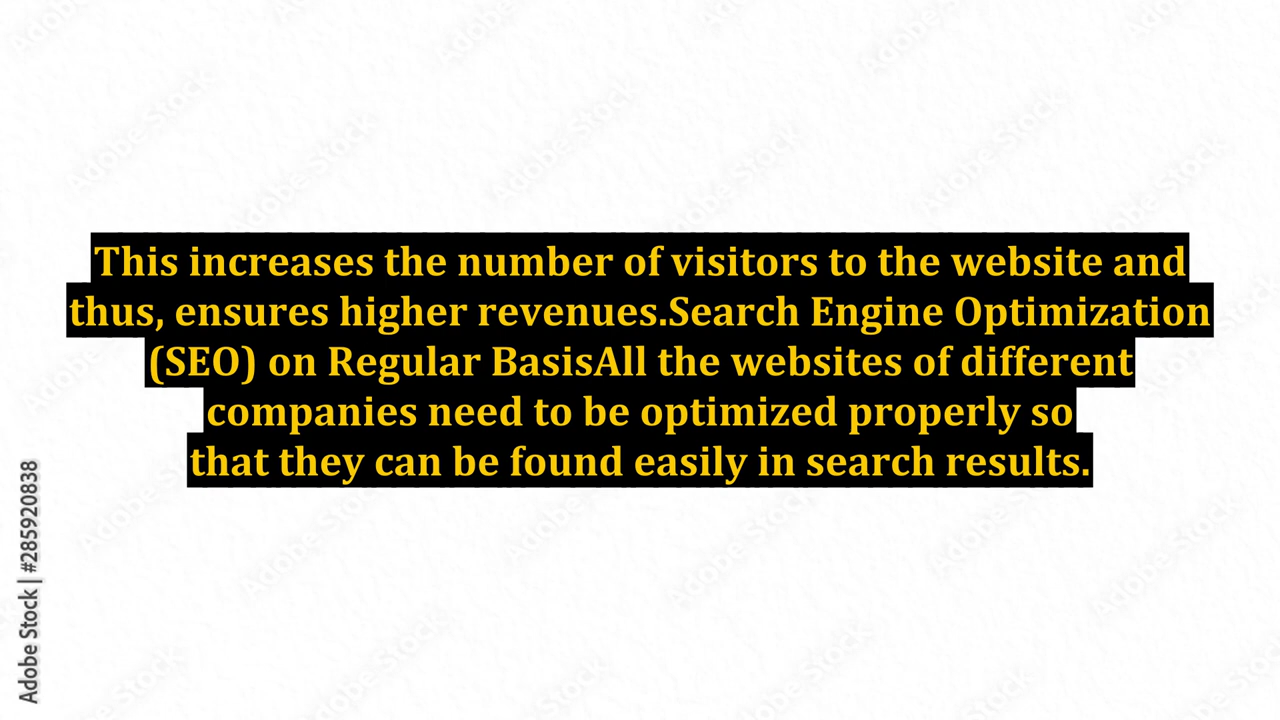 This increases the number of visitors to the website and
thus, ensures higher revenues.Search Engine Optimization
(SEO) on Regular BasisAll the websites of different
companies need to be optimized properly so
that they can be found easily in search results.
Adobe Stock | #285920838